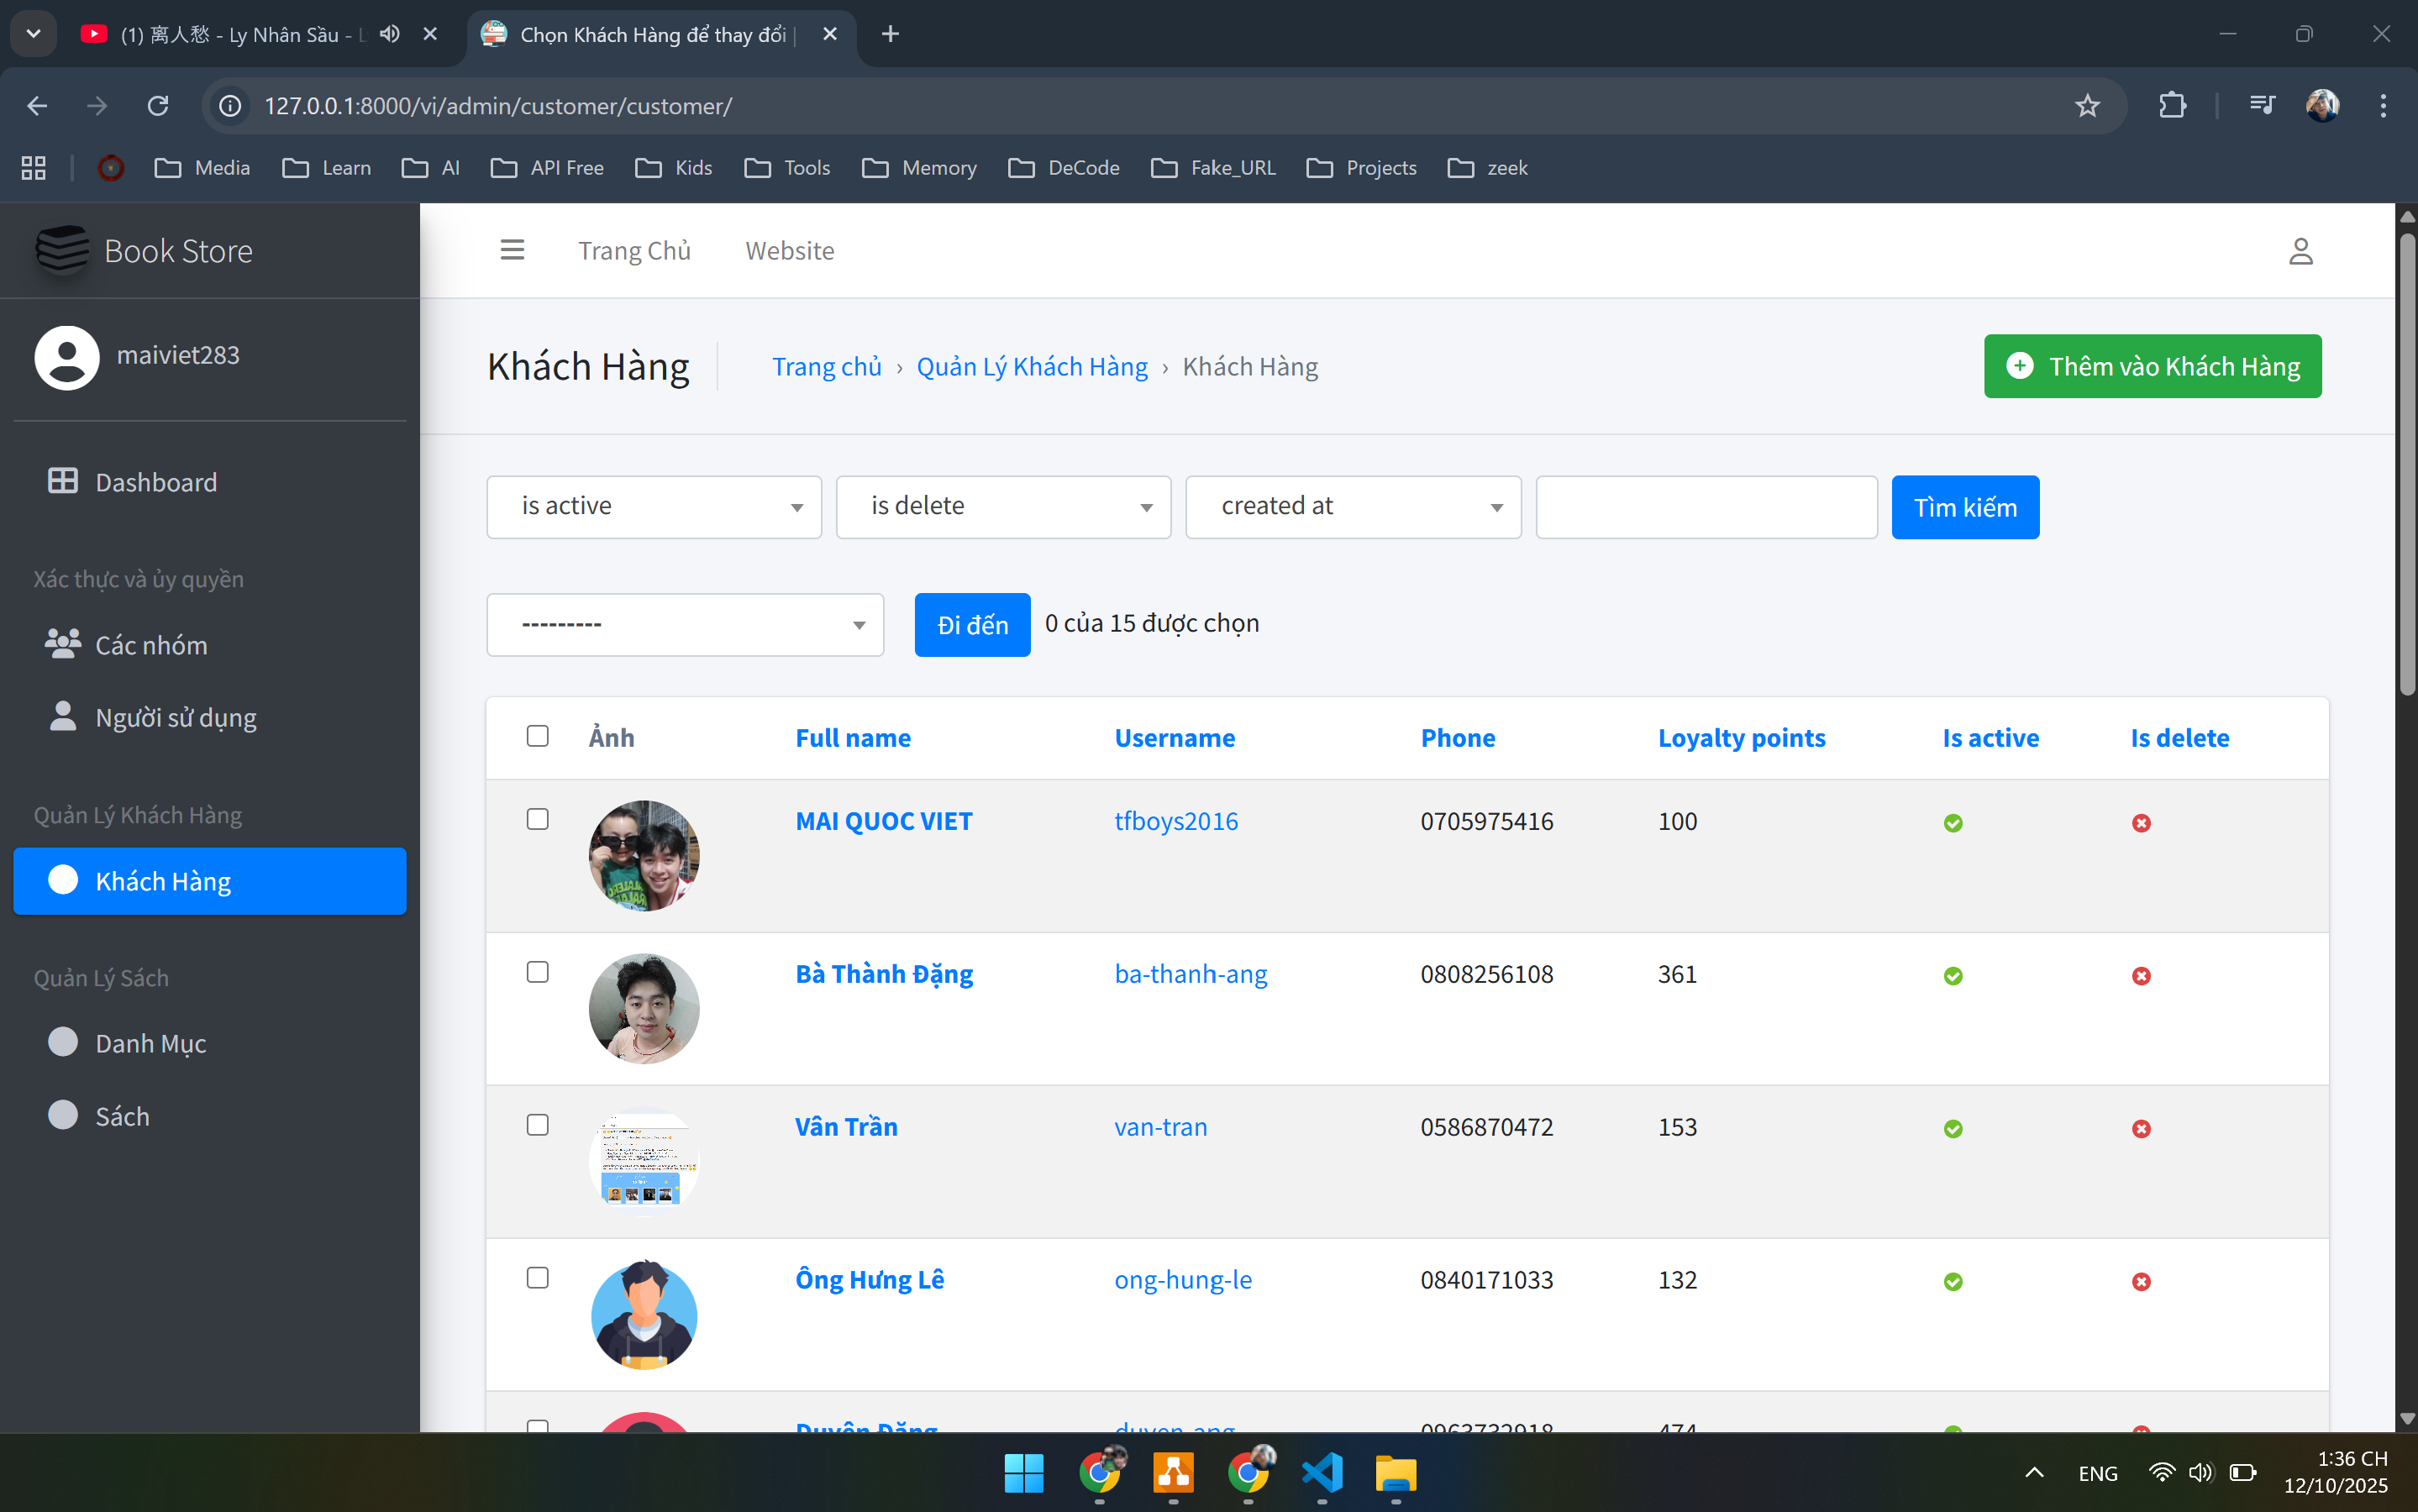 (1) 离人愁 - Ly Nhân Sầu -
Chọn Khách Hàng để thay đổi |
127.0.0.1:8000/vi/admin/customer/customer/
Media
Learn
AI
API Free
Kids
Tools
Memory
DeCode
Fake_URL
Projects
zeek
Book Store
Trang Chủ
Website
maiviet283
Khách Hàng
Trang chủ › Quản Lý Khách Hàng › Khách Hàng
Thêm vào Khách Hàng
Dashboard
Xác thực và ủy quyền
Các nhóm
Người sử dụng
Quản Lý Khách Hàng
Khách Hàng
Quản Lý Sách
Danh Mục
Sách
is active
is delete
created at
Tìm kiếm
---------
Đi đến
0 của 15 được chọn
Ảnh Full name Username Phone Loyalty points Is active Is delete
MAI QUOC VIET tfboys2016 0705975416 100
Bà Thành Đặng ba-thanh-ang 0808256108 361
Vân Trần van-tran 0586870472 153
Ông Hưng Lê ong-hung-le 0840171033 132
Duyên Đặng duyen-ang 0963732918 474
ENG
1:36 CH
12/10/2025